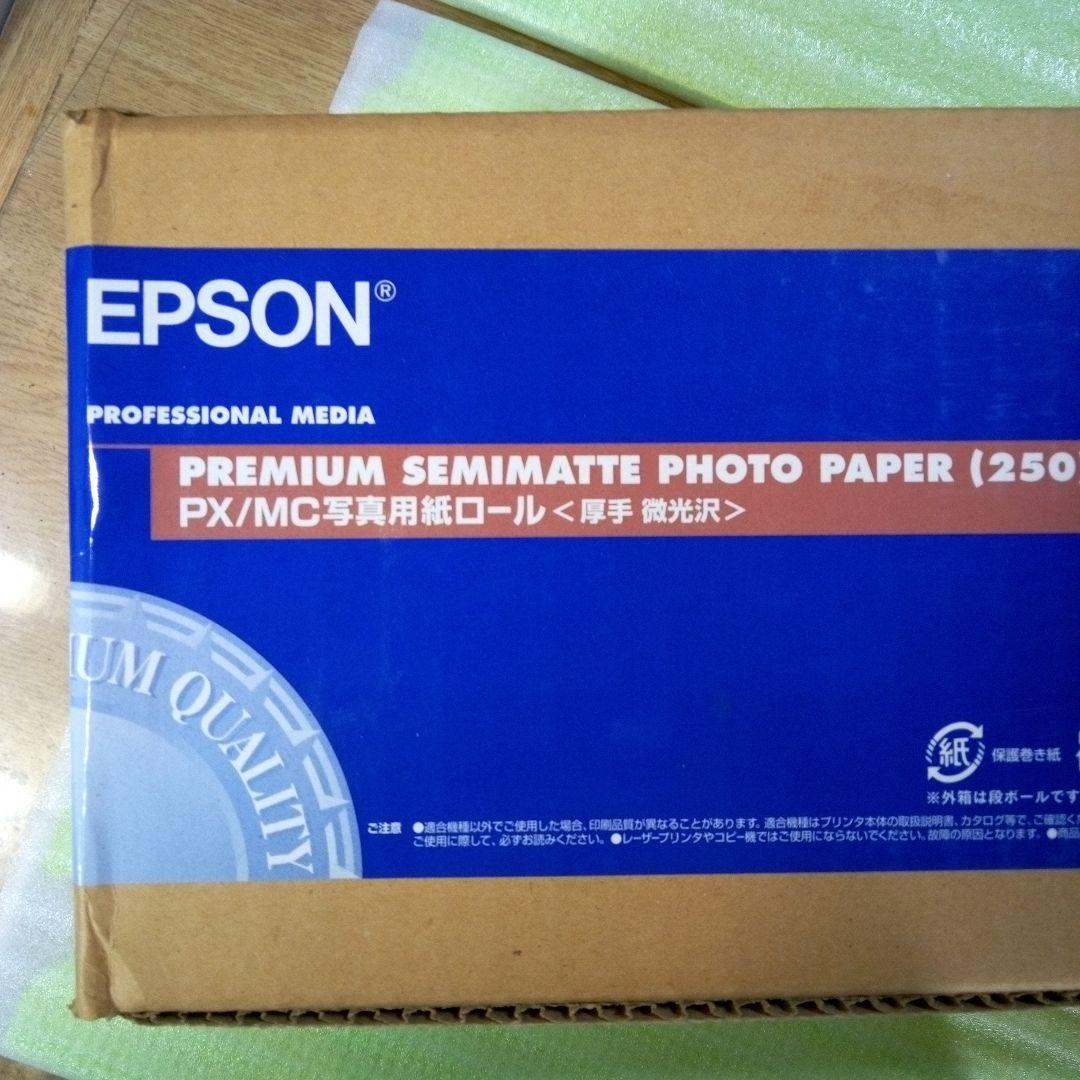 EPSON®
PROFESSIONAL MEDIA
PREMIUM SEMIMATTE PHOTO PAPER (250)
PX/MC写真用紙ロール＜厚手 微光沢＞
IUM QUALITY
紙 保護巻き紙
※外箱は段ボールです
ご注意 ●適合機種以外でご使用した場合、印刷品質が異なることがあります。適合機種はプリンタ本体の取扱説明書、カタログ等で、ご確認く
ご使用に際して、必ずお読みください。 ●レーザープリンタやコピー機ではご使用にならないでください。故障の原因となります。 ●商品